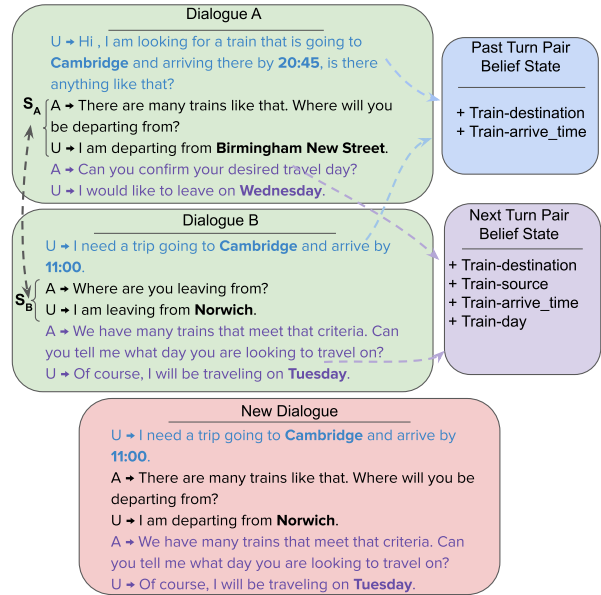 Dialogue A
U → Hi , I am looking for a train that is going to
Cambridge and arriving there by 20:45, is there
anything like that?
S_A
A → There are many trains like that. Where will you
be departing from?
U → I am departing from Birmingham New Street.
A → Can you confirm your desired travel day?
U → I would like to leave on Wednesday.
Dialogue B
U → I need a trip going to Cambridge and arrive by
11:00.
S_B
A → Where are you leaving from?
U → I am leaving from Norwich.
A → We have many trains that meet that criteria. Can
you tell me what day you are looking to travel on?
U → Of course, I will be traveling on Tuesday.
Past Turn Pair
Belief State
+ Train-destination
+ Train-arrive_time
Next Turn Pair
Belief State
+ Train-destination
+ Train-source
+ Train-arrive_time
+ Train-day
New Dialogue
U → I need a trip going to Cambridge and arrive by
11:00.
A → There are many trains like that. Where will you be
departing from?
U → I am departing from Norwich.
A → We have many trains that meet that criteria. Can
you tell me what day you are looking to travel on?
U → Of course, I will be traveling on Tuesday.